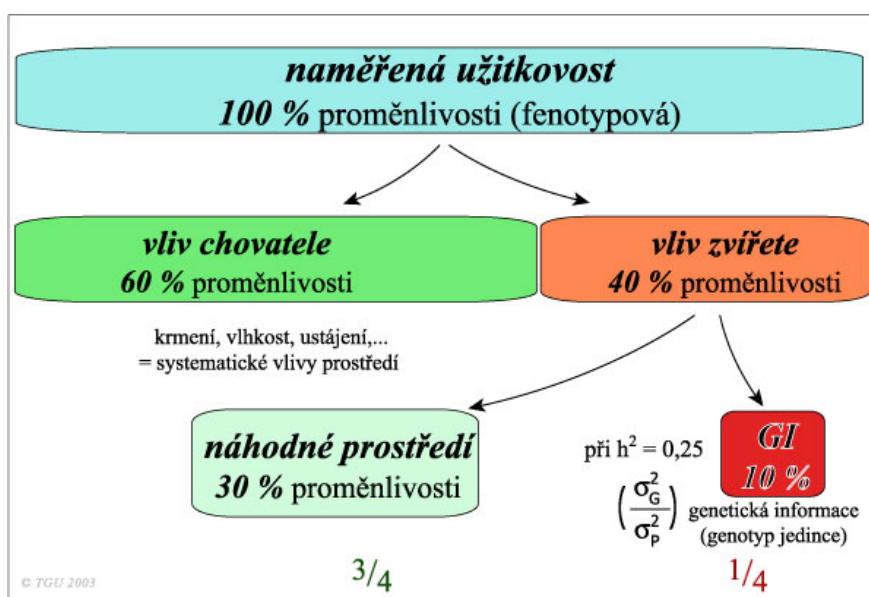 naměřená užitkovost
100 % proměnlivosti (fenotypová)
vliv chovatele
60 % proměnlivosti
vliv zvířete
40 % proměnlivosti
krmení, vlhkost, ustájení,...
= systematické vlivy prostředí
náhodné prostředí
30 % proměnlivosti
při h² = 0,25
(σ²G / σ²P)
GI
10 %
genetická informace
(genotyp jedince)
3/4
1/4
© TGU 2003